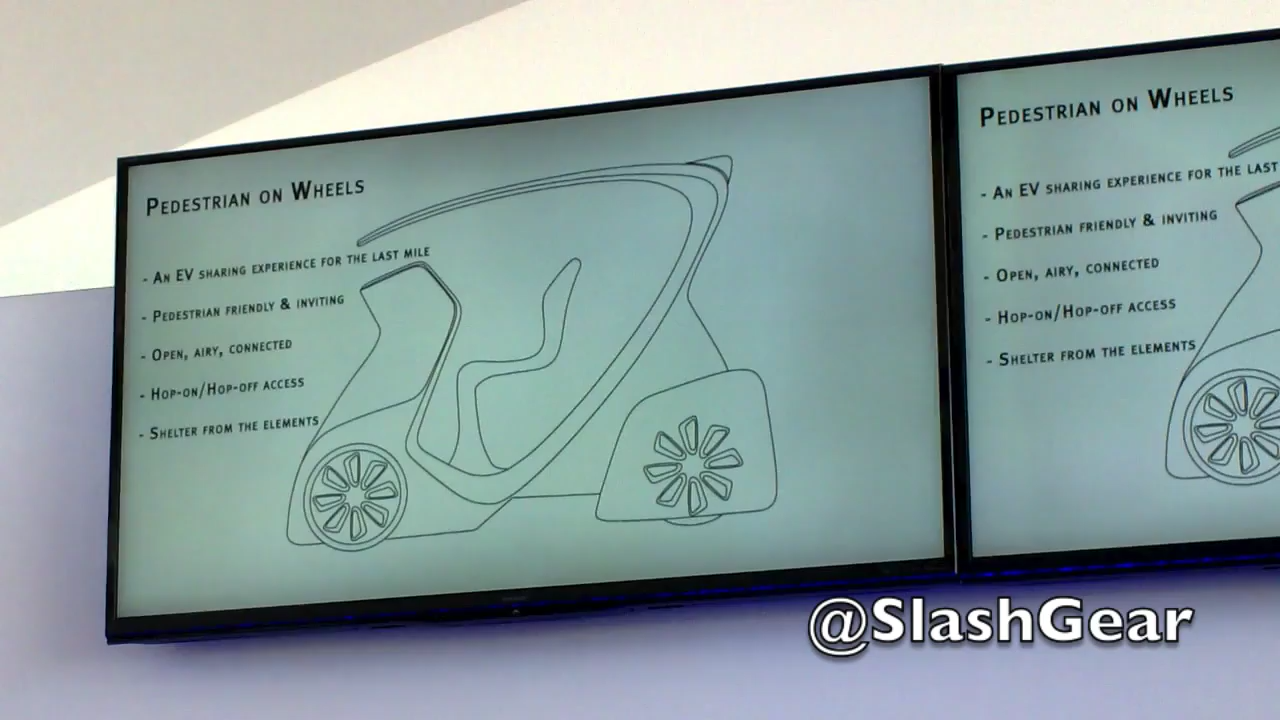 PEDESTRIAN ON WHEELS
- AN EV SHARING EXPERIENCE FOR THE LAST MILE
- PEDESTRIAN FRIENDLY & INVITING
- OPEN, AIRY, CONNECTED
- HOP-ON/HOP-OFF ACCESS
- SHELTER FROM THE ELEMENTS
PEDESTRIAN ON WHEELS
- AN EV SHARING EXPERIENCE FOR THE LAST
- PEDESTRIAN FRIENDLY & INVITING
- OPEN, AIRY, CONNECTED
- HOP-ON/HOP-OFF ACCESS
- SHELTER FROM THE ELEMENTS
@SlashGear